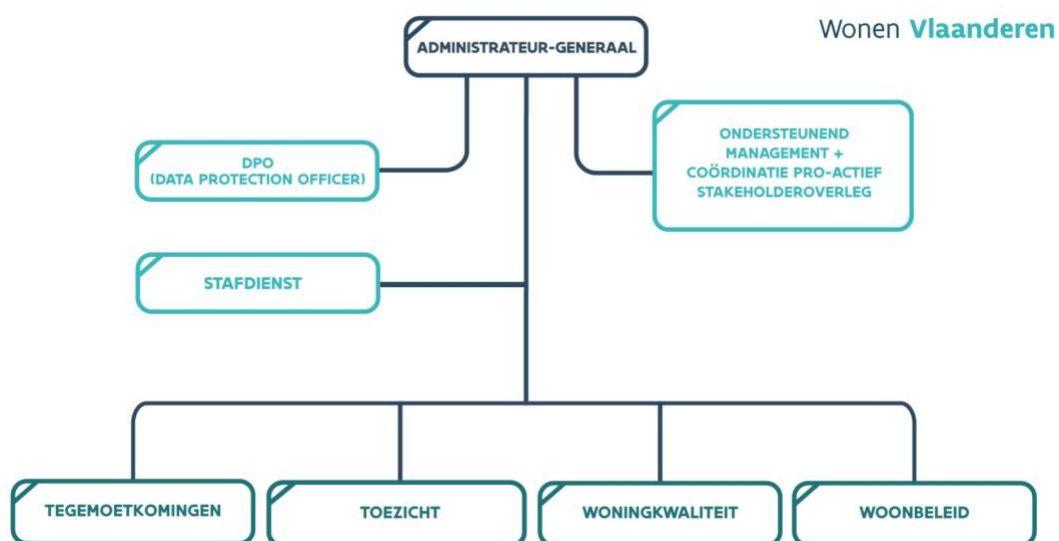 Wonen Vlaanderen
ADMINISTRATEUR-GENERAAL
DPO
(DATA PROTECTION OFFICER)
ONDERSTEUNEND
MANAGEMENT +
COÖRDINATIE PRO-ACTIEF
STAKEHOLDEROVERLEG
STAFDIENST
TEGEMOETKOMINGEN
TOEZICHT
WONINGKWALITEIT
WOONBELEID